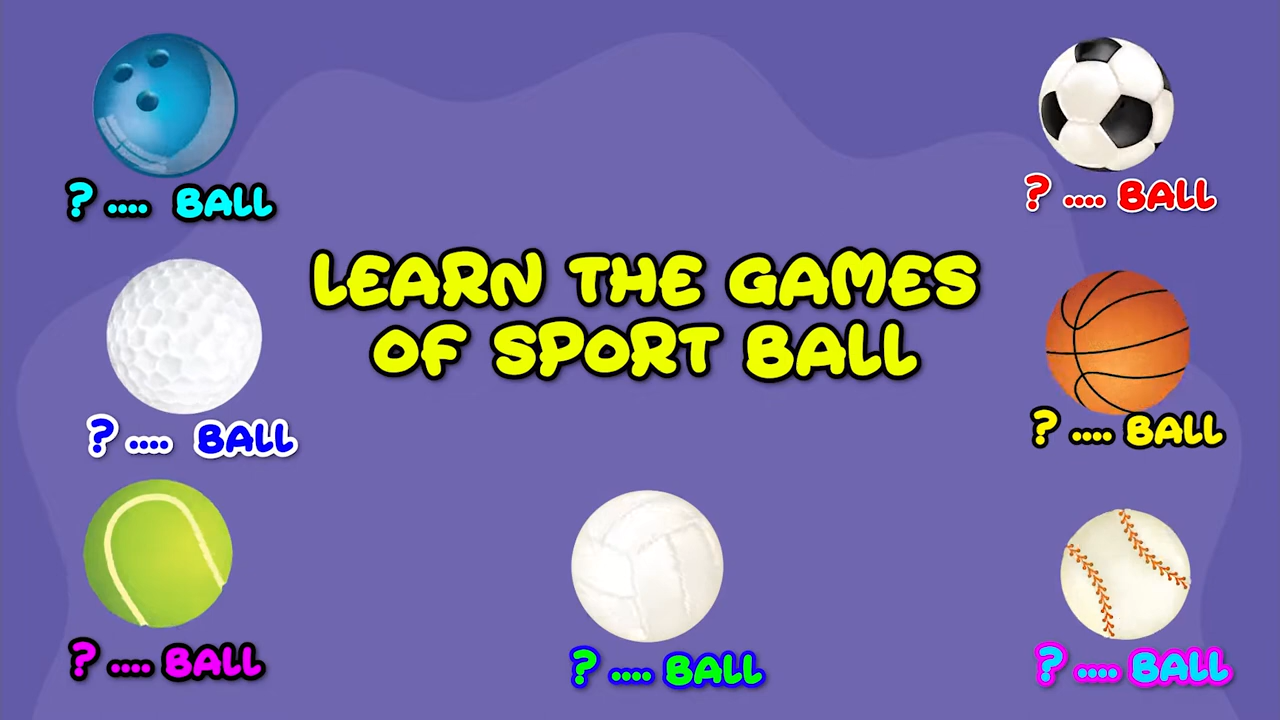 ? .... BALL
? .... BALL
LEARN THE GAMES
OF SPORT BALL
? .... BALL
? .... BALL
? .... BALL
? .... BALL
? .... BALL